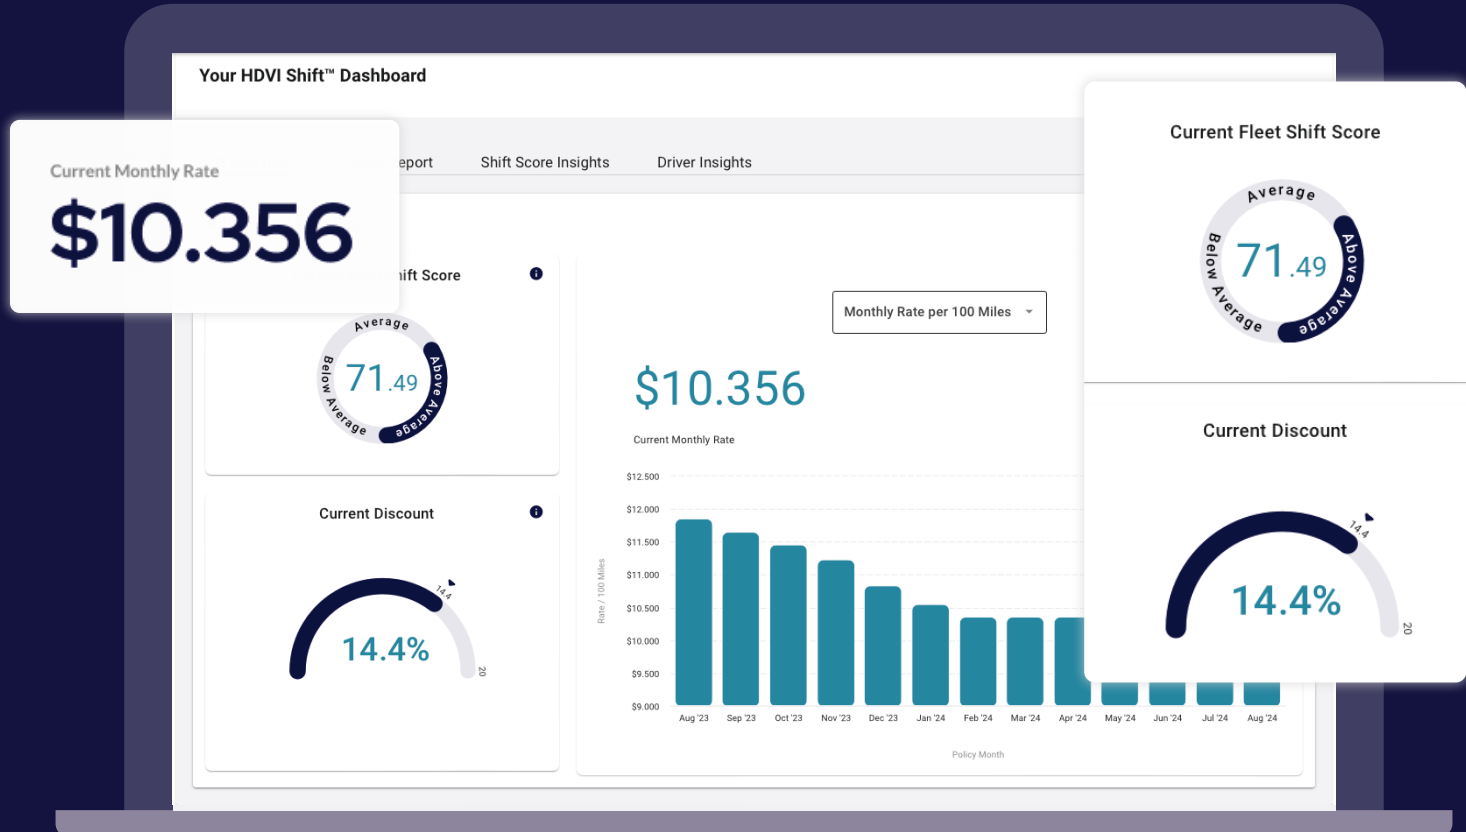 Your HDVI Shift™ Dashboard
Current Monthly Rate
$10.356
eport
Shift Score Insights
Driver Insights
ift Score
Average
Above Average
Below Average
71.49
Current Discount
14.4
14.4%
20
Monthly Rate per 100 Miles
$10.356
Current Monthly Rate
Rate / 100 Miles
$12.500
$12.000
$11.500
$11.000
$10.500
$10.000
$9.500
$9.000
Aug '23 Sep '23 Oct '23 Nov '23 Dec '23 Jan '24 Feb '24 Mar '24 Apr '24 May '24 Jun '24 Jul '24 Aug '24
Policy Month
Current Fleet Shift Score
Average
Above Average
Below Average
71.49
Current Discount
14.4
14.4%
20